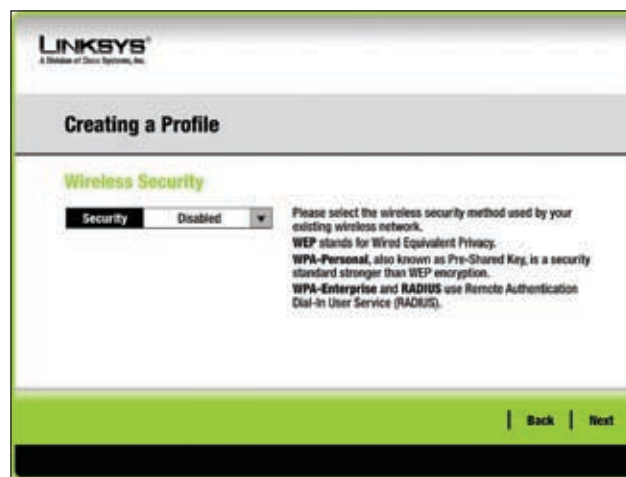 LINKSYS®
A Division of Cisco Systems, Inc.
Creating a Profile
Wireless Security
Security Disabled
Please select the wireless security method used by your
existing wireless network.
WEP stands for Wired Equivalent Privacy.
WPA-Personal, also known as Pre-Shared Key, is a security
standard stronger than WEP encryption.
WPA-Enterprise and RADIUS use Remote Authentication
Dial-In User Service (RADIUS).
Back Next